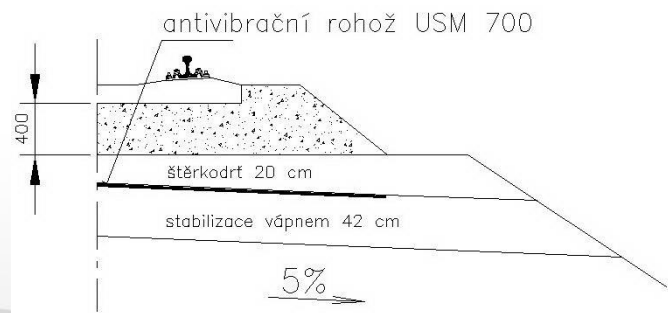 antivibrační rohož USM 700
400
štěrkodrť 20 cm
stabilizace vápnem 42 cm
5%